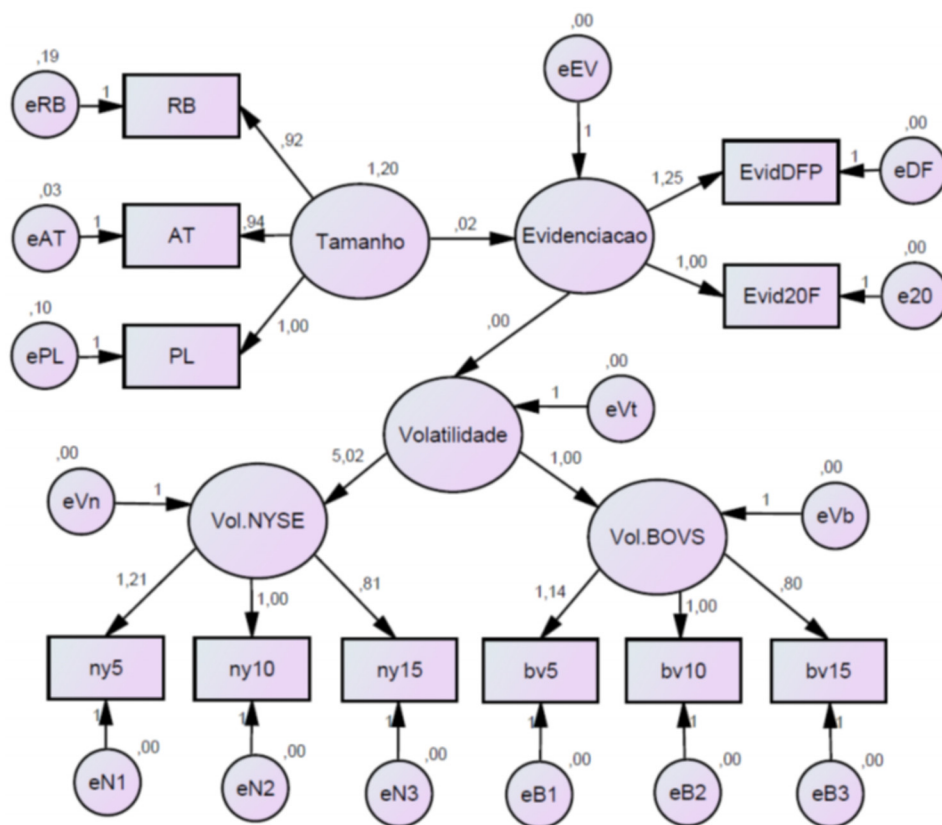 ,00
,19
eEV
eRB
1
RB
,92
1
,00
1,20
EvidDFP
1
eDF
,03
1,25
eAT
1
AT
,94
Tamanho
,02
Evidenciacao
,00
,10
1,00
Evid20F
1
e20
ePL
1
PL
1,00
,00
,00
1
eVt
Volatilidade
,00
5,02
1,00
,00
eVn
1
Vol.NYSE
1
eVb
Vol.BOVS
1,21
1,00
,81
1,14
1,00
,80
ny5
ny10
ny15
bv5
bv10
bv15
1
1
1
1
1
1
,00
,00
,00
,00
,00
,00
eN1
eN2
eN3
eB1
eB2
eB3